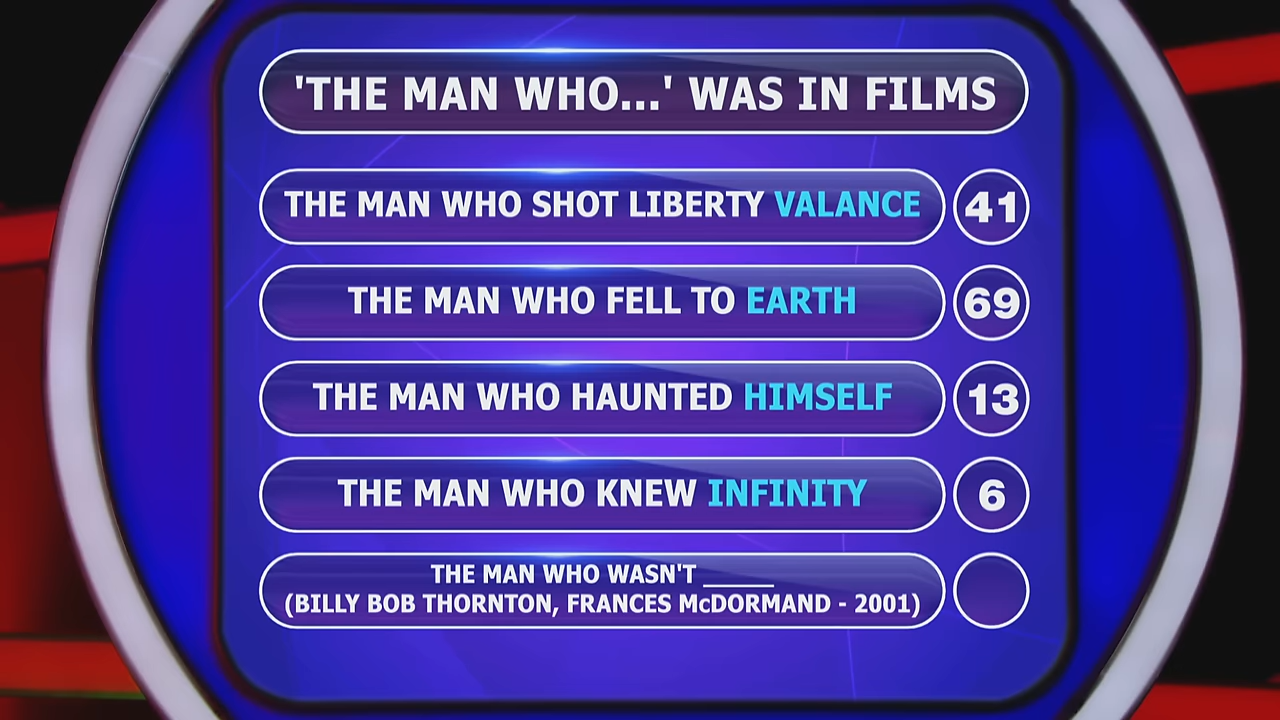 'THE MAN WHO...' WAS IN FILMS
THE MAN WHO SHOT LIBERTY VALANCE 41
THE MAN WHO FELL TO EARTH 69
THE MAN WHO HAUNTED HIMSELF 13
THE MAN WHO KNEW INFINITY 6
THE MAN WHO WASN'T _____
(BILLY BOB THORNTON, FRANCES McDORMAND - 2001)